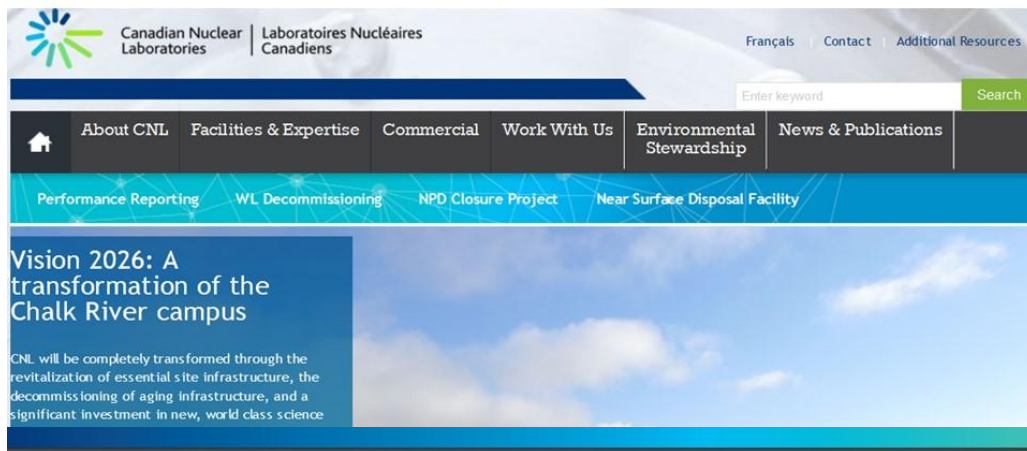 Canadian Nuclear Laboratories
Laboratoires Nucléaires Canadiens
Français Contact Additional Resources
Enter keyword Search
About CNL Facilities & Expertise Commercial Work With Us Environmental Stewardship News & Publications
Performance Reporting WL Decommissioning NPD Closure Project Near Surface Disposal Facility
Vision 2026: A
transformation of the
Chalk River campus
CNL will be completely transformed through the
revitalization of essential site infrastructure, the
decommissioning of aging infrastructure, and a
significant investment in new, world class science